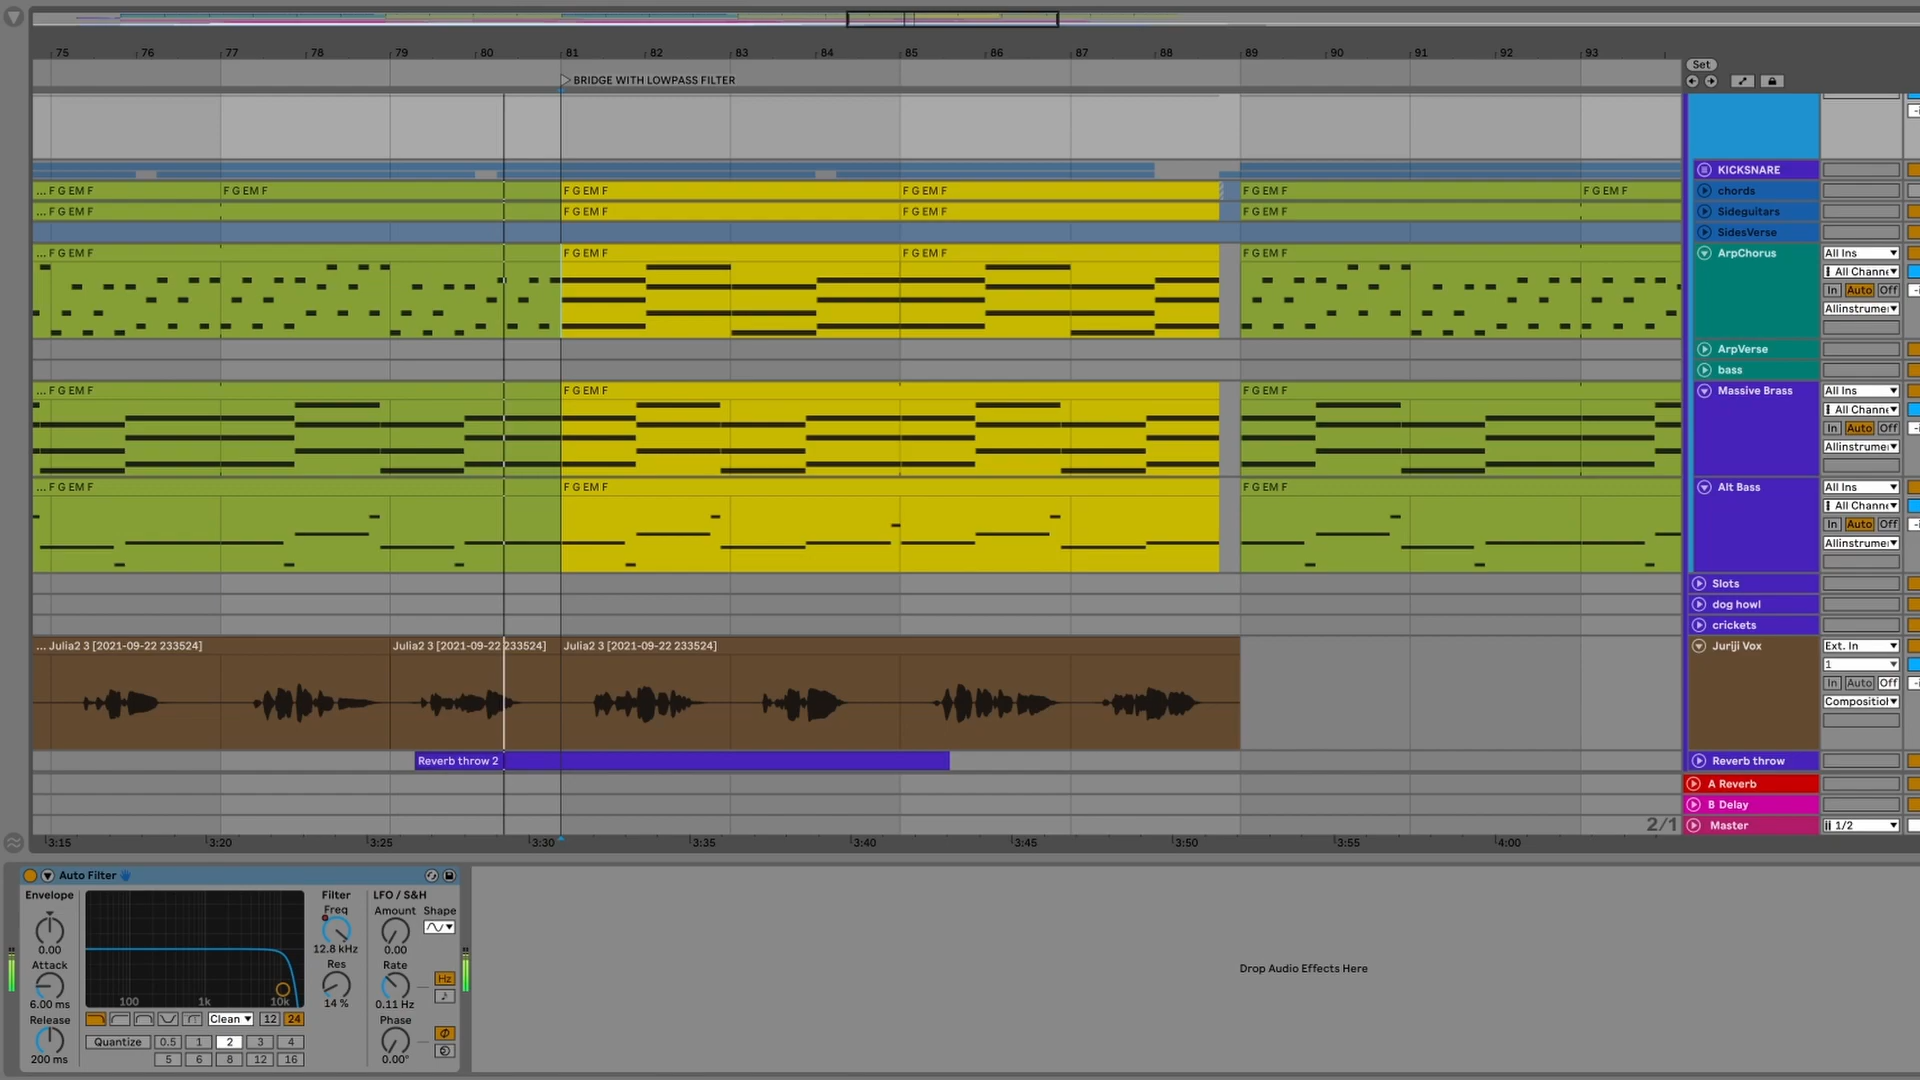 75 76 77 78 79 80 81 82 83 84 85 86 87 88 89 90 91 92 93
Set
BRIDGE WITH LOWPASS FILTER
KICKSNARE
... F G EM F F G EM F F G EM F F G EM F F G EM F F G EM F
chords
... F G EM F F G EM F F G EM F F G EM F
Sideguitars
SidesVerse
... F G EM F F G EM F F G EM F F G EM F
ArpChorus
All Ins
All Channe
In Auto Off
Allinstrumen
ArpVerse
bass
... F G EM F F G EM F F G EM F
Massive Brass
All Ins
All Channe
In Auto Off
Allinstrumen
... F G EM F F G EM F F G EM F
Alt Bass
All Ins
All Channe
In Auto Off
Allinstrumen
Slots
dog howl
crickets
... Julia2 3 [2021-09-22 233524] Julia2 3 [2021-09-22 233524] Julia2 3 [2021-09-22 233524]
Juriji Vox
Ext. In
1
In Auto Off
Composition
Reverb throw 2
Reverb throw
A Reverb
B Delay
2/1
Master
1/2
3:15 3:20 3:25 3:30 3:35 3:40 3:45 3:50 3:55 4:00
Auto Filter
Envelope
0.00
Attack
6.00 ms
Release
200 ms
100 1k 10k
Clean 12 24
Quantize 0.5 1 2 3 4
5 6 8 12 16
Filter
Freq
12.8 kHz
Res
14 %
LFO / S&H
Amount Shape
0.00
Rate
Hz
0.11 Hz
Phase
0.00°
Drop Audio Effects Here